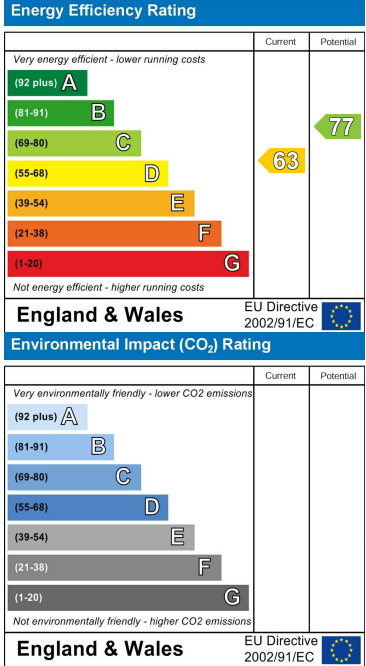 Energy Efficiency Rating
Current Potential
Very energy efficient - lower running costs
(92 plus) A
(81-91) B
(69-80) C
(55-68) D
(39-54) E
(21-38) F
(1-20) G
63
77
Not energy efficient - higher running costs
England & Wales
EU Directive
2002/91/EC
Environmental Impact (CO₂) Rating
Current Potential
Very environmentally friendly - lower CO2 emissions
(92 plus) A
(81-91) B
(69-80) C
(55-68) D
(39-54) E
(21-38) F
(1-20) G
Not environmentally friendly - higher CO2 emissions
England & Wales
EU Directive
2002/91/EC